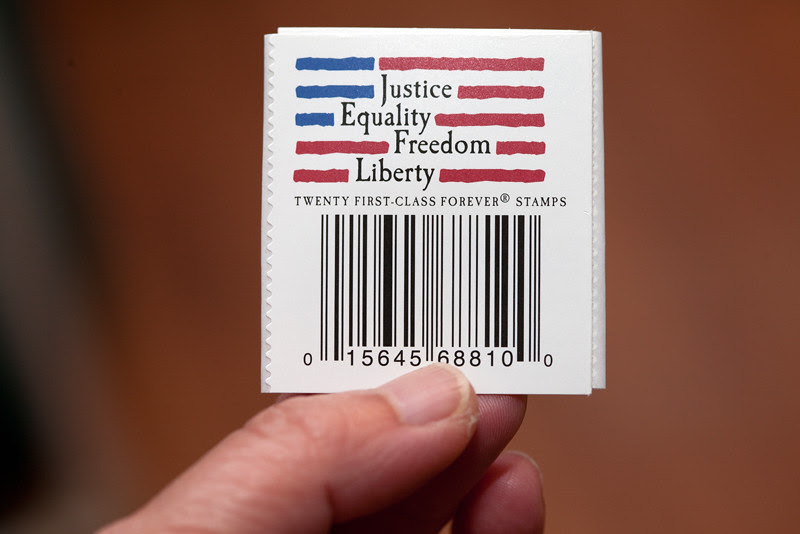 Justice
Equality
Freedom
Liberty
TWENTY FIRST-CLASS FOREVER® STAMPS
0 15645 68810 0